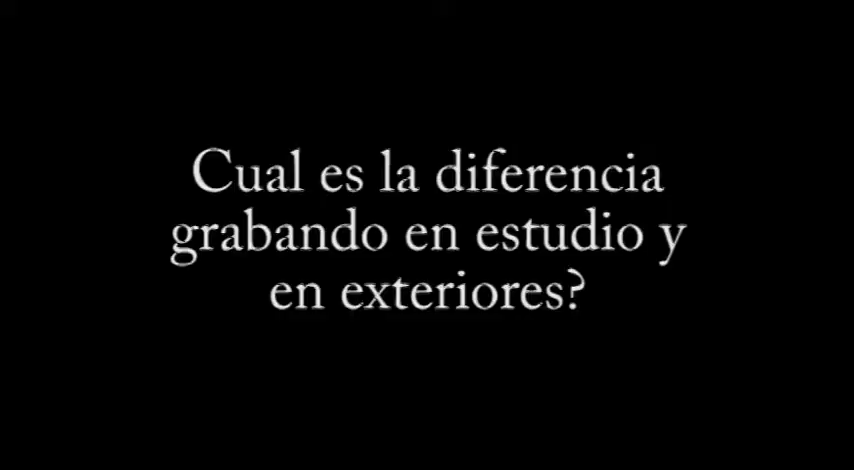 Cual es la diferencia
grabando en estudio y
en exteriores?